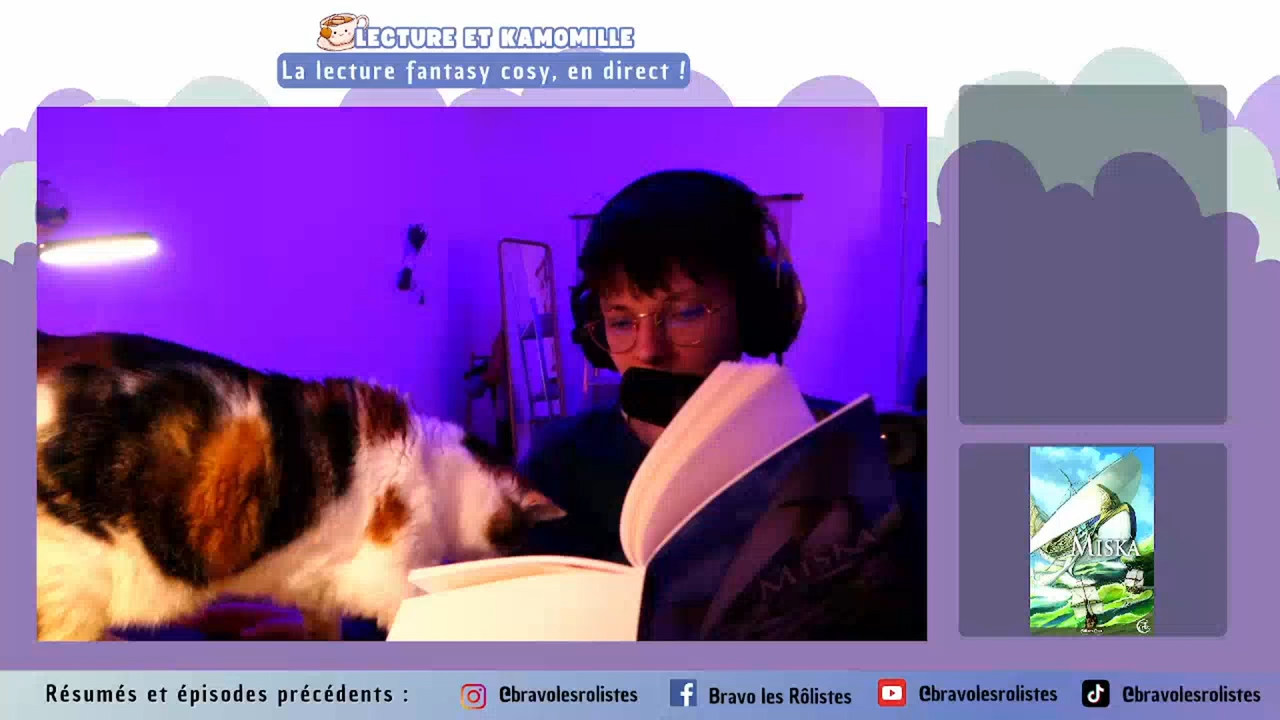 LECTURE ET KAMOMILLE
La lecture fantasy cosy, en direct !
MISKA
MISKA
Résumés et épisodes précédents :
@bravolesrolistes
Bravo les Rôlistes
@bravolesrolistes
@bravolesrolistes